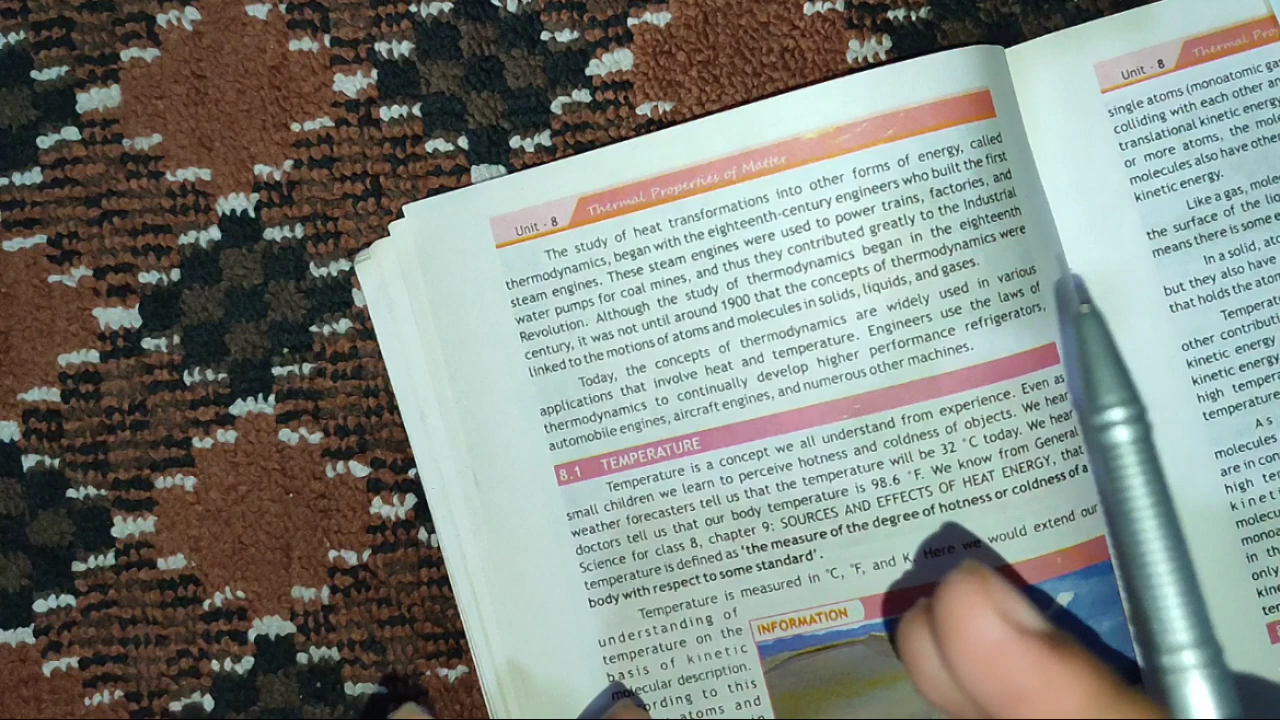 Unit - 8 Thermal Properties of Matter
The study of heat transformations into other forms of energy, called
thermodynamics, began with the eighteenth-century engineers who built the first
steam engines. These steam engines were used to power trains, factories, and
water pumps for coal mines, and thus they contributed greatly to the Industrial
Revolution. Although the study of thermodynamics began in the eighteenth
century, it was not until around 1900 that the concepts of thermodynamics were
linked to the motions of atoms and molecules in solids, liquids, and gases.
Today, the concepts of thermodynamics are widely used in various
applications that involve heat and temperature. Engineers use the laws of
thermodynamics to continually develop higher performance refrigerators,
automobile engines, aircraft engines, and numerous other machines.
8.1 TEMPERATURE
Temperature is a concept we all understand from experience. Even as
small children we learn to perceive hotness and coldness of objects. We hear
weather forecasters tell us that the temperature will be 32 °C today. We hear
doctors tell us that our body temperature is 98.6 °F. We know from General
Science for class 8, chapter 9: SOURCES AND EFFECTS OF HEAT ENERGY, that
temperature is defined as 'the measure of the degree of hotness or coldness of a
body with respect to some standard'.
Temperature is measured in °C, °F, and K. Here we would extend our
understanding of
temperature on the
basis of kinetic
molecular description.
to this
atoms and
INFORMATION
Unit - 8 Thermal
single atoms (monoatomic
colliding with each other
translational kinetic energy
or more atoms, the
molecules also have
kinetic energy.
Like a gas,
the surface of the
means there is some
In a solid,
but they also have
that holds the
other
kinetic energy
kinetic energy
high
temperature
As
molecules
are in
high
in
only